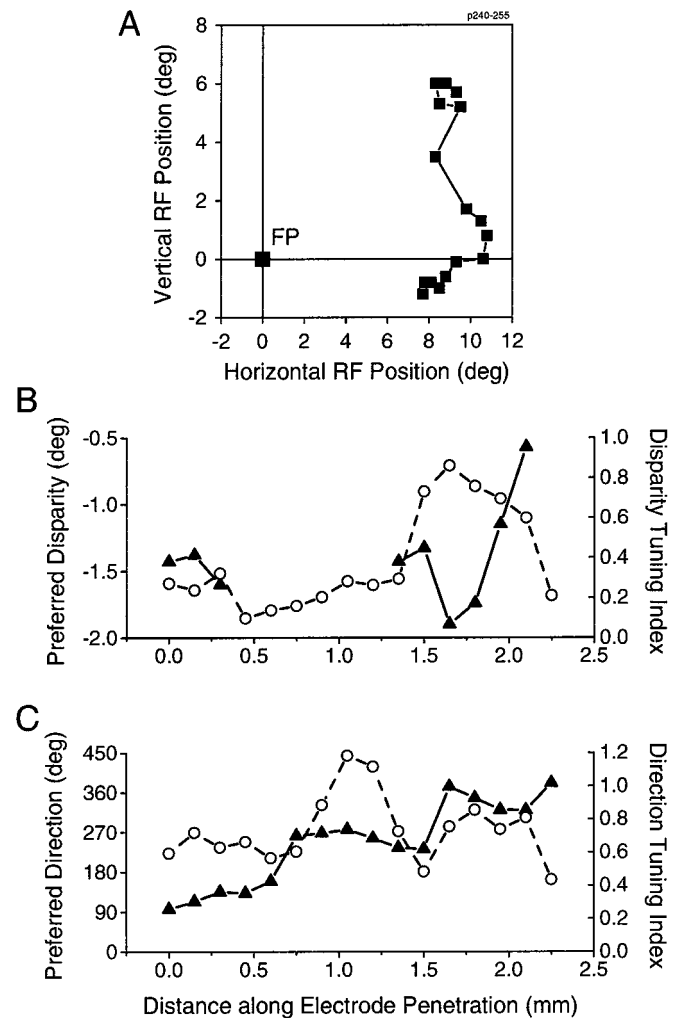 p240-255
A
8
6
4
2
0
-2
Vertical RF Position (deg)
FP
-2 0 2 4 6 8 10 12
Horizontal RF Position (deg)
B
-0.5
-1.0
-1.5
-2.0
Preferred Disparity (deg)
1.0
0.8
0.6
0.4
0.2
0.0
Disparity Tuning Index
0.0 0.5 1.0 1.5 2.0 2.5
C
450
360
270
180
90
0
Preferred Direction (deg)
1.2
1.0
0.8
0.6
0.4
0.2
0.0
Direction Tuning Index
0.0 0.5 1.0 1.5 2.0 2.5
Distance along Electrode Penetration (mm)